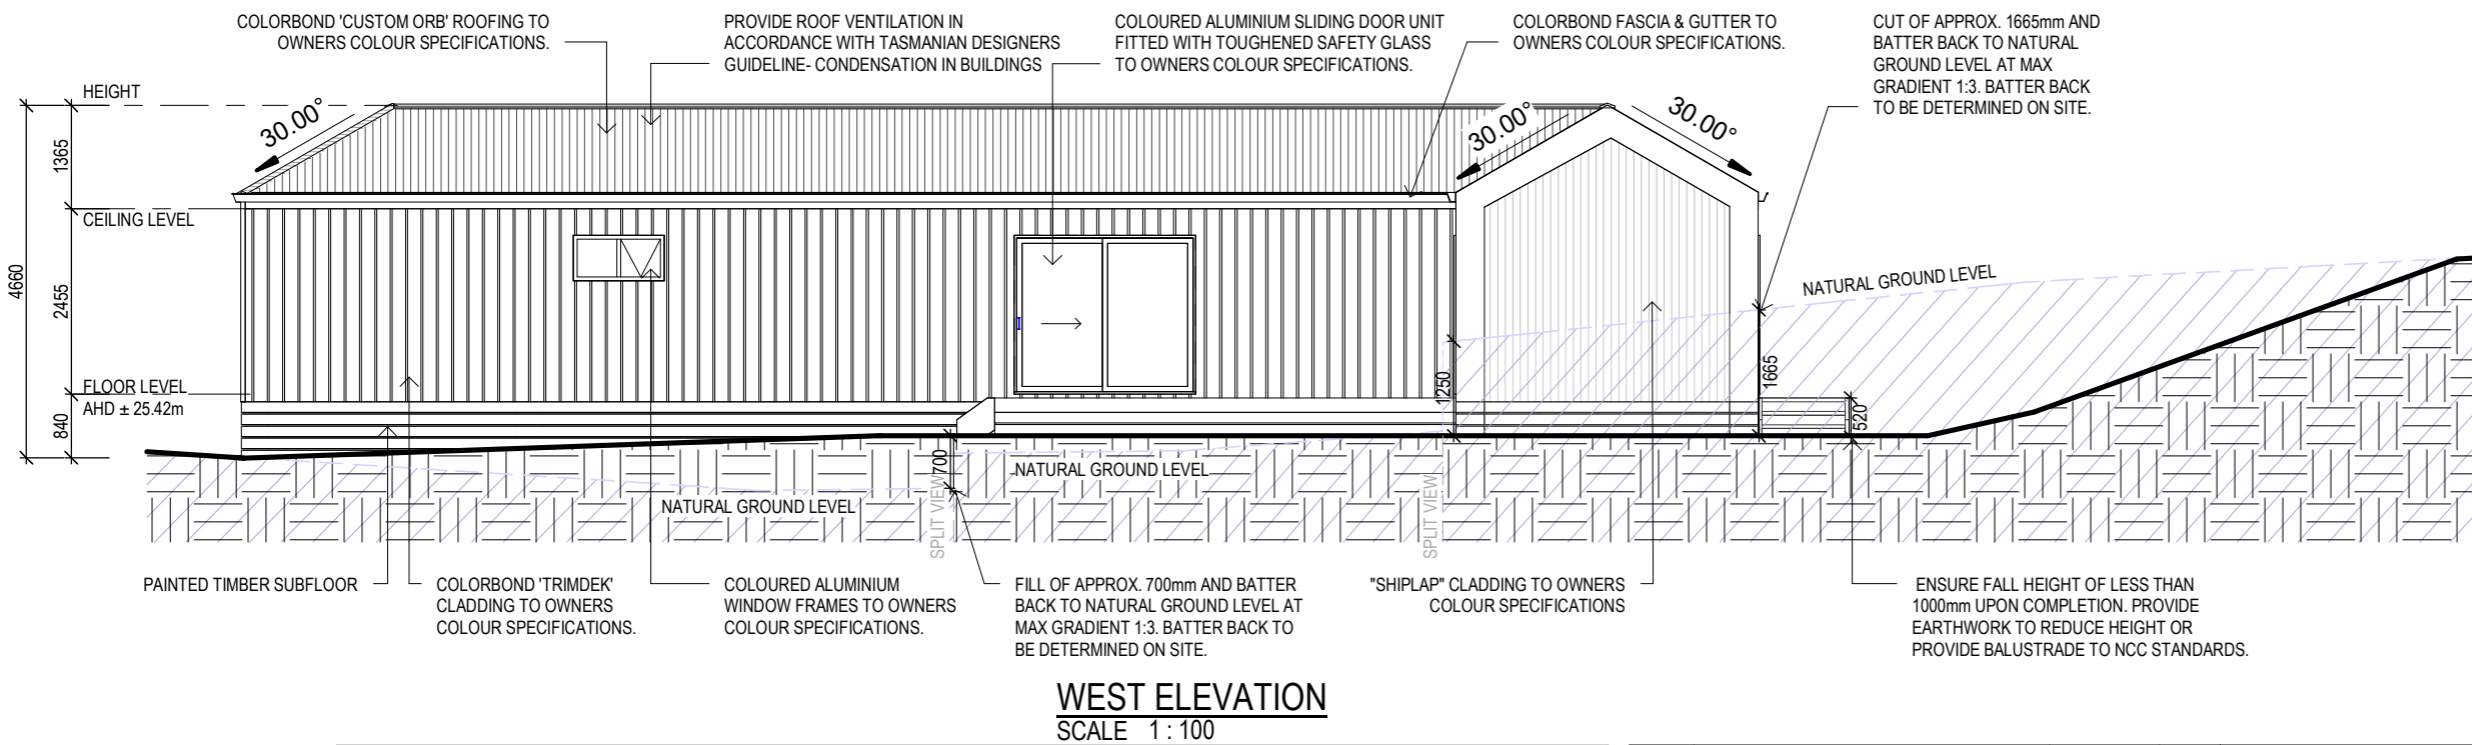 COLORBOND 'CUSTOM ORB' ROOFING TO
OWNERS COLOUR SPECIFICATIONS.
PROVIDE ROOF VENTILATION IN
ACCORDANCE WITH TASMANIAN DESIGNERS
GUIDELINE- CONDENSATION IN BUILDINGS
COLOURED ALUMINIUM SLIDING DOOR UNIT
FITTED WITH TOUGHENED SAFETY GLASS
TO OWNERS COLOUR SPECIFICATIONS.
COLORBOND FASCIA & GUTTER TO
OWNERS COLOUR SPECIFICATIONS.
CUT OF APPROX. 1665mm AND
BATTER BACK TO NATURAL
GROUND LEVEL AT MAX
GRADIENT 1:3. BATTER BACK
TO BE DETERMINED ON SITE.
HEIGHT
30.00°
30.00°
30.00°
1365
CEILING LEVEL
4660
2455
NATURAL GROUND LEVEL
FLOOR LEVEL
AHD ± 25.42m
840
1250
1665
520
700
NATURAL GROUND LEVEL
NATURAL GROUND LEVEL
SPLIT VIEW
SPLIT VIEW
PAINTED TIMBER SUBFLOOR
COLORBOND 'TRIMDEK'
CLADDING TO OWNERS
COLOUR SPECIFICATIONS.
COLOURED ALUMINIUM
WINDOW FRAMES TO OWNERS
COLOUR SPECIFICATIONS.
FILL OF APPROX. 700mm AND BATTER
BACK TO NATURAL GROUND LEVEL AT
MAX GRADIENT 1:3. BATTER BACK TO
BE DETERMINED ON SITE.
"SHIPLAP" CLADDING TO OWNERS
COLOUR SPECIFICATIONS
ENSURE FALL HEIGHT OF LESS THAN
1000mm UPON COMPLETION. PROVIDE
EARTHWORK TO REDUCE HEIGHT OR
PROVIDE BALUSTRADE TO NCC STANDARDS.
WEST ELEVATION
SCALE 1 : 100